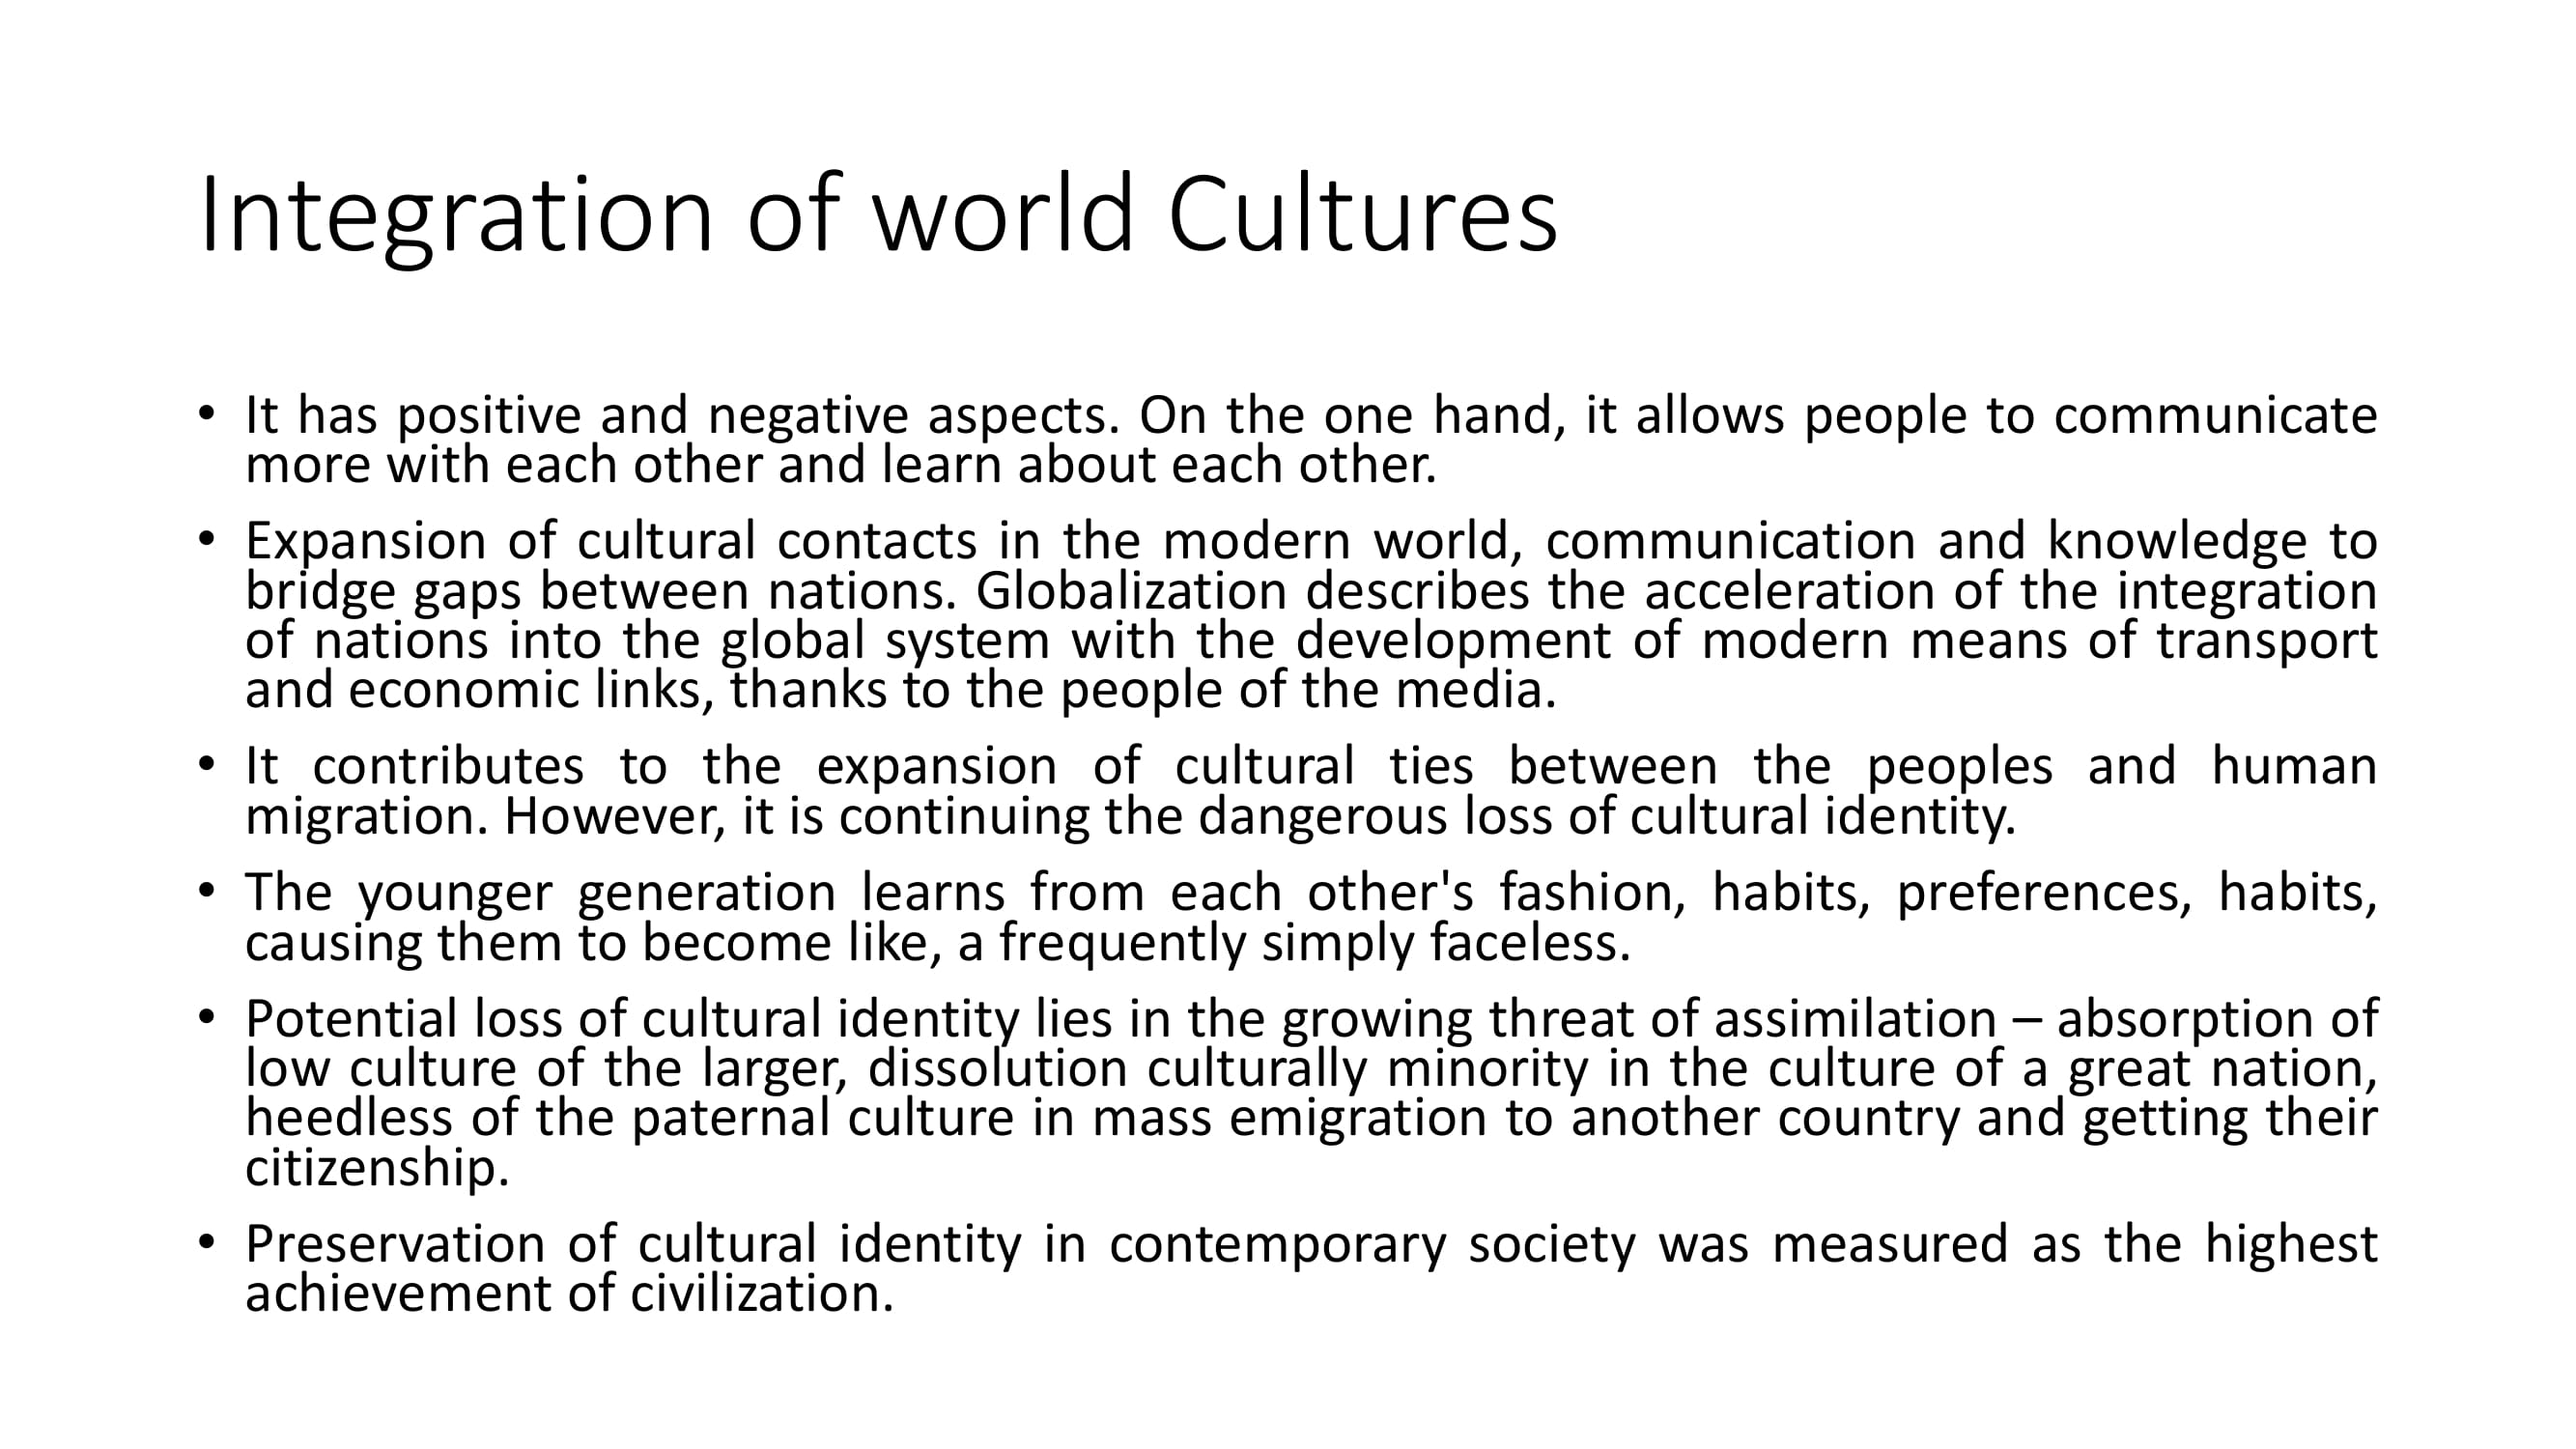 Integration of world Cultures
• It has positive and negative aspects. On the one hand, it allows people to communicate
more with each other and learn about each other.
• Expansion of cultural contacts in the modern world, communication and knowledge to
bridge gaps between nations. Globalization describes the acceleration of the integration
of nations into the global system with the development of modern means of transport
and economic links, thanks to the people of the media.
• It contributes to the expansion of cultural ties between the peoples and human
migration. However, it is continuing the dangerous loss of cultural identity.
• The younger generation learns from each other's fashion, habits, preferences, habits,
causing them to become like, a frequently simply faceless.
• Potential loss of cultural identity lies in the growing threat of assimilation – absorption of
low culture of the larger, dissolution culturally minority in the culture of a great nation,
heedless of the paternal culture in mass emigration to another country and getting their
citizenship.
• Preservation of cultural identity in contemporary society was measured as the highest
achievement of civilization.